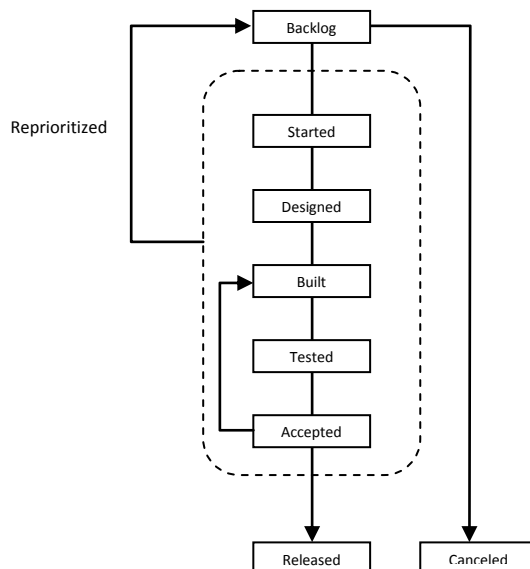 Backlog
Reprioritized
Started
Designed
Built
Tested
Accepted
Released
Canceled